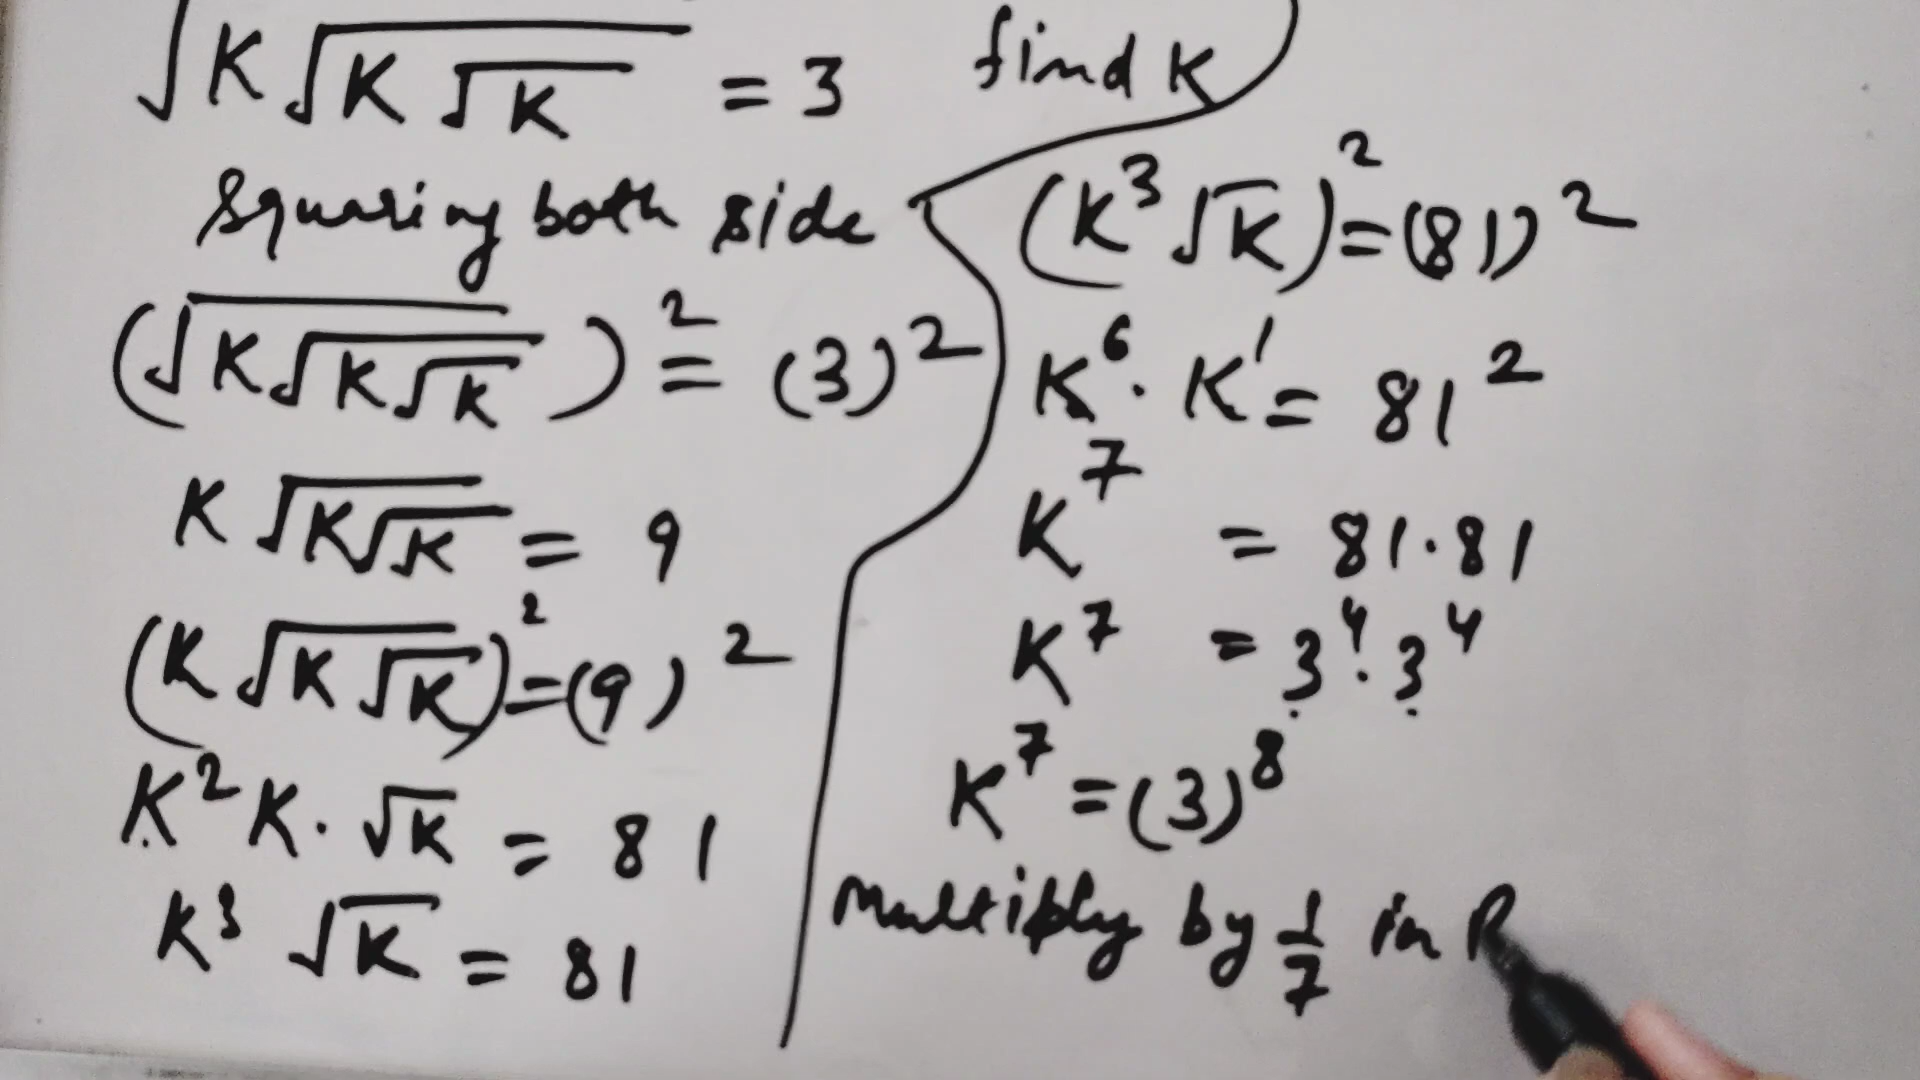 √K√K√K = 3 find K
Squaring both side
(√K√K√K)² = (3)²
K√K√K = 9
(K√K√K)² = (9)²
K² K · √K = 81
K³ √K = 81
(K³ √K)² = (81)²
K⁶ · K¹ = 81²
K⁷ = 81 · 81
K⁷ = 3⁴ · 3⁴
K⁷ = (3)⁸
Multiply by 1/7 in P